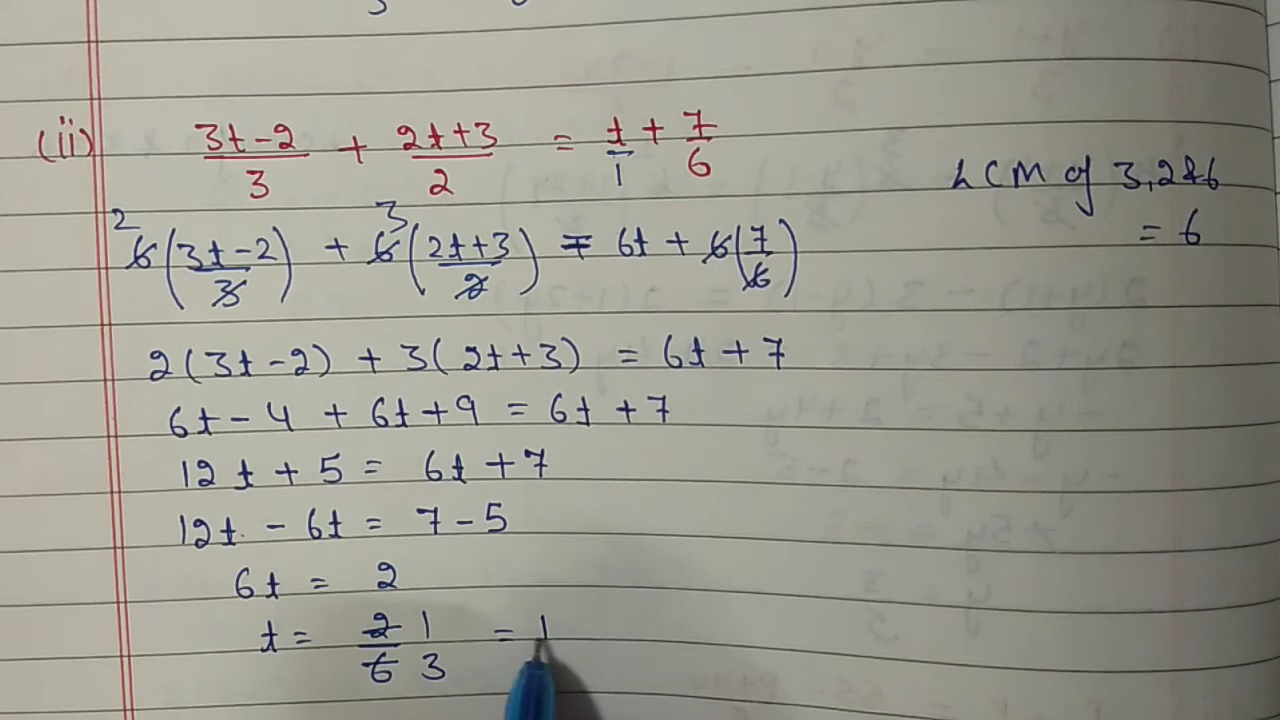 (ii) (3t-2)/3 + (2t+3)/2 = t/1 + 7/6
LCM of 3,2&6
= 6
2 6((3t-2)/3) + 3 6((2t+3)/2) = 6t + 6(7/6)
2(3t-2) + 3(2t+3) = 6t+7
6t-4 + 6t+9 = 6t+7
12t+5 = 6t+7
12t - 6t = 7-5
6t = 2
t = 2/6 1/3 = 1